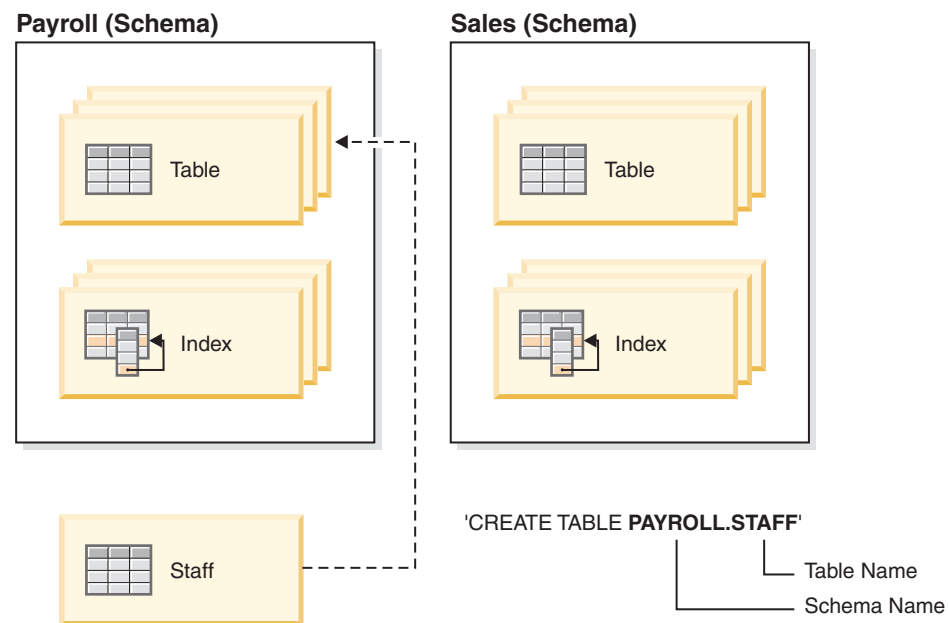 Payroll (Schema)
Sales (Schema)
Table
Table
Index
Index
Staff
'CREATE TABLE PAYROLL.STAFF'
Table Name
Schema Name